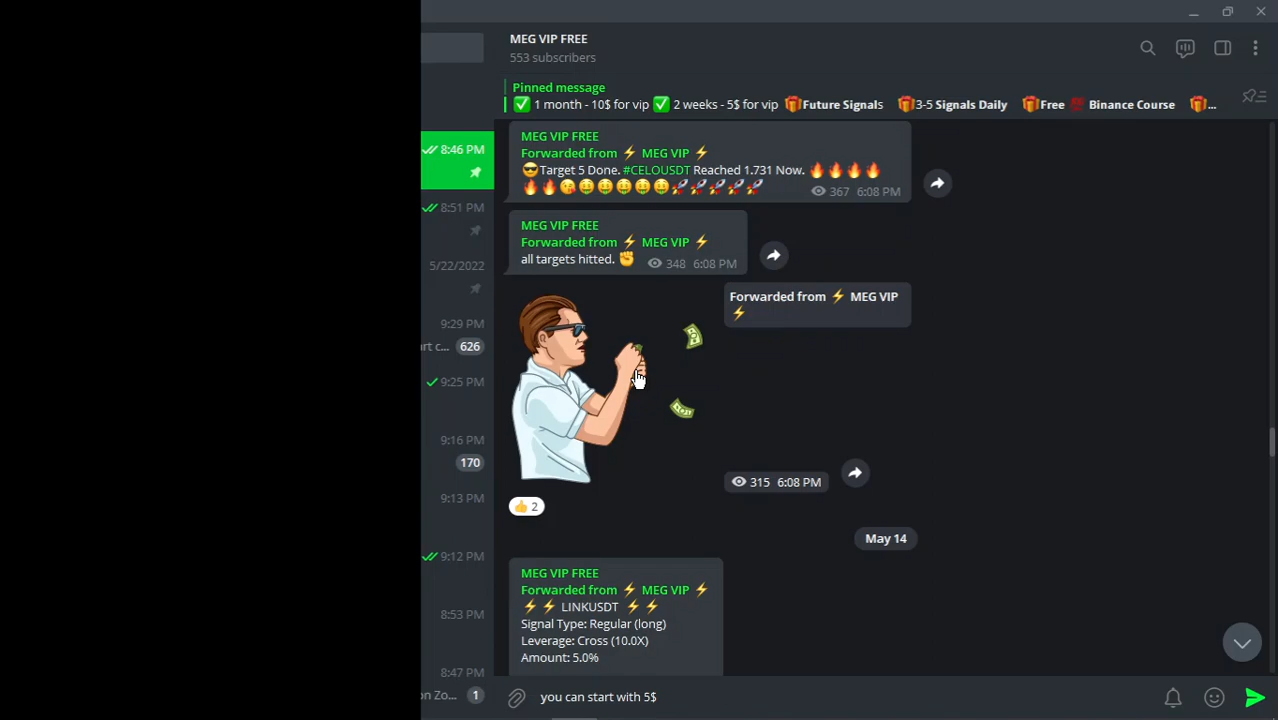 MEG VIP FREE
553 subscribers
Pinned message
✅ 1 month - 10$ for vip ✅ 2 weeks - 5$ for vip 🎁Future Signals 🎁3-5 Signals Daily 🎁Free 💯 Binance Course 🎁...
8:46 PM
MEG VIP FREE
Forwarded from ⚡ MEG VIP ⚡
😎Target 5 Done. #CELOUSDT Reached 1.731 Now. 🔥🔥🔥🔥
🔥🔥😘🤑🤑🤑🤑🤑🚀🚀🚀🚀🚀 367 6:08 PM
8:51 PM
MEG VIP FREE
Forwarded from ⚡ MEG VIP ⚡
all targets hitted. ✊ 348 6:08 PM
5/22/2022
Forwarded from ⚡ MEG VIP
⚡
9:29 PM
art c... 626
9:25 PM
9:16 PM
170
315 6:08 PM
9:13 PM
👍 2
May 14
9:12 PM
MEG VIP FREE
Forwarded from ⚡ MEG VIP ⚡
⚡⚡ LINKUSDT ⚡⚡
Signal Type: Regular (long)
Leverage: Cross (10.0X)
Amount: 5.0%
8:53 PM
8:47 PM
on Zo... 1
you can start with 5$